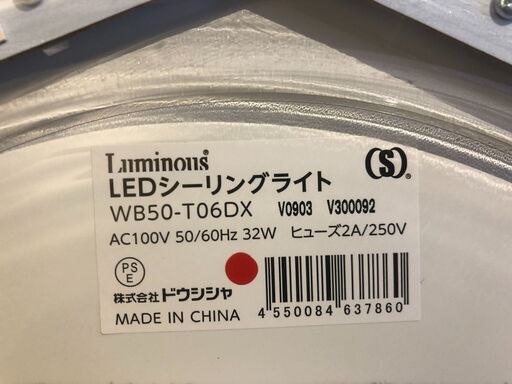 Luminous
(S)
LEDシーリングライト
WB50-T06DX V0903 V300092
AC100V 50/60Hz 32W ヒューズ2A/250V
PS
E
株式会社ドウシシャ
MADE IN CHINA
4 550084 637860